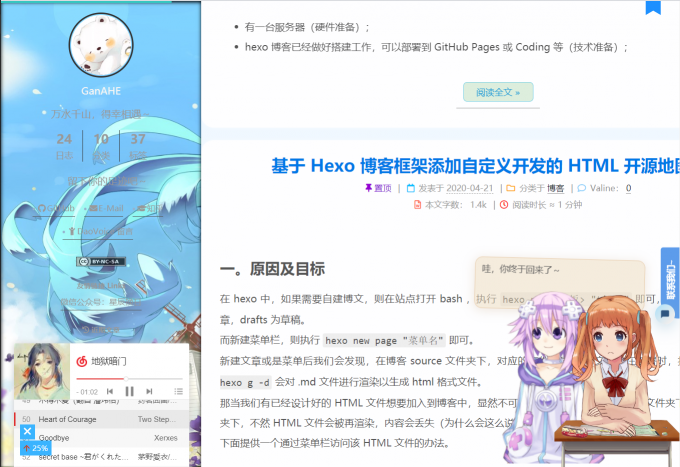 GanAHE
万水千山，得幸相遇~
24
10
37
日本
分类
标签
GitHub
E-Mail
BY-NC-SA
Links
地狱暗门
- 01:02
50
Heart of Courage
Two Step...
Goodbye
Xerxes
52
secret base ~君がくれた...
茅野愛衣/...
25%
有一台服务器（硬件准备）；
hexo 博客已经做好搭建工作，可以部署到 GitHub Pages 或 Coding 等（技术准备）；
阅读全文 »
基于 Hexo 博客框架添加自定义开发的 HTML 开源地
置顶 | 发表于 2020-04-21 | 分类于 博客 | Valine: 0
本文字数： 1.4k | 阅读时长 ≈ 1 分钟
一。原因及目标
哇，你终于回来了~
在 hexo 中，如果需要自建博文，则在站点打开 bash ，执行 hexo
即可，
章，drafts 为草稿。
而新建菜单栏，则执行 hexo new page "菜单名" 即可。
新建文章或是菜单后我们会发现，在博客 source 文件夹下，对应的
时，
hexo g -d 会对 .md 文件进行渲染以生成 html 格式文件。
那当我们有已经设计好的 HTML 文件想要加入到博客中，显然不可
文件夹
夹下，不然 HTML 文件会被再渲染，内容会丢失（为什么会这么说
下面提供一个通过菜单栏访问该 HTML 文件的办法。